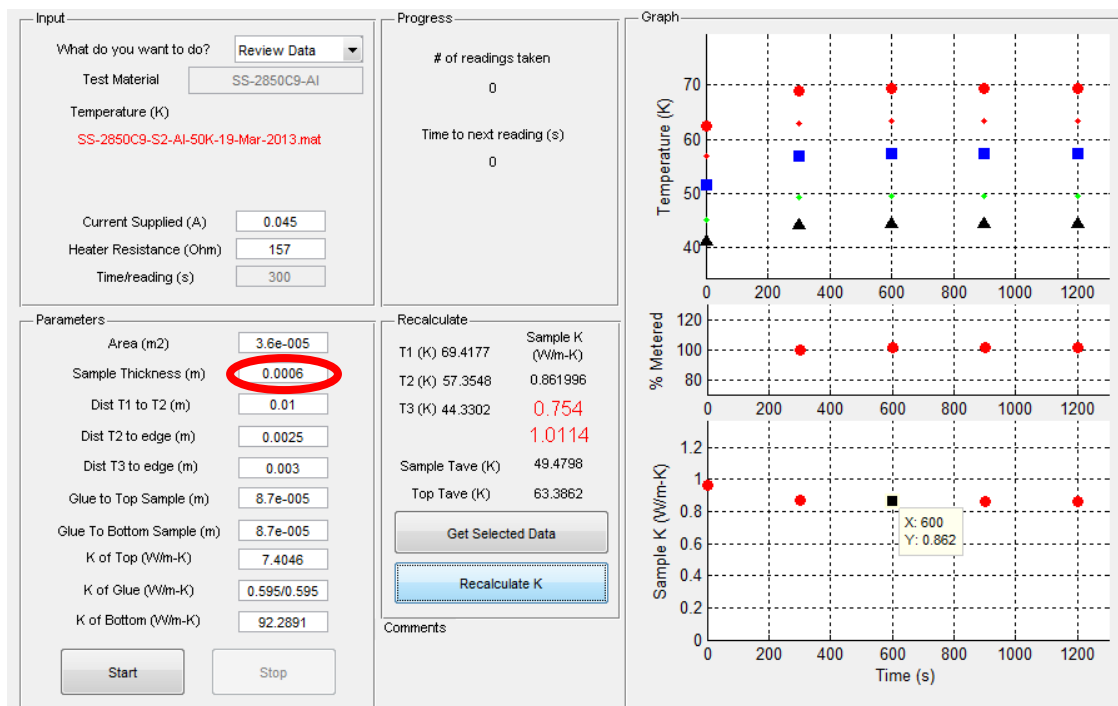 Input
What do you want to do? Review Data
Test Material SS-2850C9-Al
Temperature (K)
SS-2850C9-S2-Al-50K-19-Mar-2013.mat
Current Supplied (A) 0.045
Heater Resistance (Ohm) 157
Time/reading (s) 300
Parameters
Area (m2) 3.6e-005
Sample Thickness (m) 0.0006
Dist T1 to T2 (m) 0.01
Dist T2 to edge (m) 0.0025
Dist T3 to edge (m) 0.003
Glue to Top Sample (m) 8.7e-005
Glue To Bottom Sample (m) 8.7e-005
K of Top (W/m-K) 7.4046
K of Glue (W/m-K) 0.595/0.595
K of Bottom (W/m-K) 92.2891
Start Stop
Progress
# of readings taken
0
Time to next reading (s)
0
Recalculate
Sample K
(W/m-K)
T1 (K) 69.4177
T2 (K) 57.3548 0.861996
T3 (K) 44.3302 0.754
1.0114
Sample Tave (K) 49.4798
Top Tave (K) 63.3862
Get Selected Data
Recalculate K
Comments
Graph
Temperature (K)
70
60
50
40
0 200 400 600 800 1000 1200
% Metered
120
100
80
0 200 400 600 800 1000 1200
Sample K (W/m-K)
1.2
1
0.8
0.6
0.4
0.2
0
X: 600
Y: 0.862
0 200 400 600 800 1000 1200
Time (s)